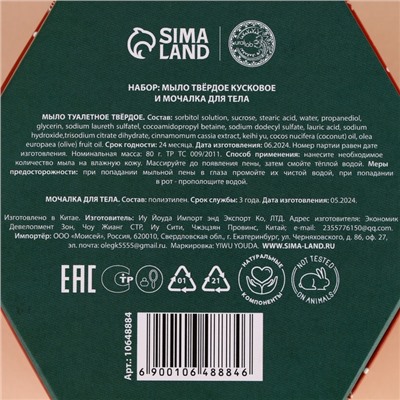 SIMA
LAND
НАБОР: МЫЛО ТВЁРДОЕ КУСКОВОЕ
И МОЧАЛКА ДЛЯ ТЕЛА
МЫЛО ТУАЛЕТНОЕ ТВЁРДОЕ. Состав: sorbitol solution, sucrose, stearic acid, water, propanediol,
glycerin, sodium laureth sulfatel, cocoamidopropyl betaine, sodium dodecyl sulfate, lauric acid, sodium
hydroxide,trisodium citrate dihydrate, cinnamomum cassia extract, keihi yu, cocos nucifera (coconut) oil, olea
europaea (olive) fruit oil. Срок годности: 24 месяца. Дата изготовления: 06.2024. Номер партии равен дате
изготовления. Номинальная масса: 80 г. ТР ТС 009/2011. Способ применения: нанесите необходимое
количество мыла на влажную кожу. Массируйте до появления пены, затем смойте тёплой водой. Меры
предосторожности: при попадании мыльной пены в глаза промойте их чистой водой, при попадании
в рот - прополощите водой.
МОЧАЛКА ДЛЯ ТЕЛА. Состав: полиэтилен. Срок службы: 3 года. Дата изготовления: 05.2024.
Изготовлено в Китае. Изготовитель: Иу Йоуда Импорт энд Экспорт Ко, ЛТД. Адрес изготовителя: Экономик
Девелопмент Зон, Чоу Жианг СТР, Иу Сити, Чжэцзян Провинс, Китай. E-mail: 2355776150@qq.com
Импортёр: ООО «Моисей», Россия, 620010, Свердловская обл., г. Екатеринбург, ул. Черняховского, д. 86, оф. 27,
эл. почта: olegk5555@gmail.com. Маркировка: YIWU YOUDA. WWW.SIMA-LAND.RU
EAC
СТР
01
21
НАТУРАЛЬНЫЕ
КОМПОНЕНТЫ
NOT TESTED
ON ANIMALS
Арт.: 10648884
6 900106 488846